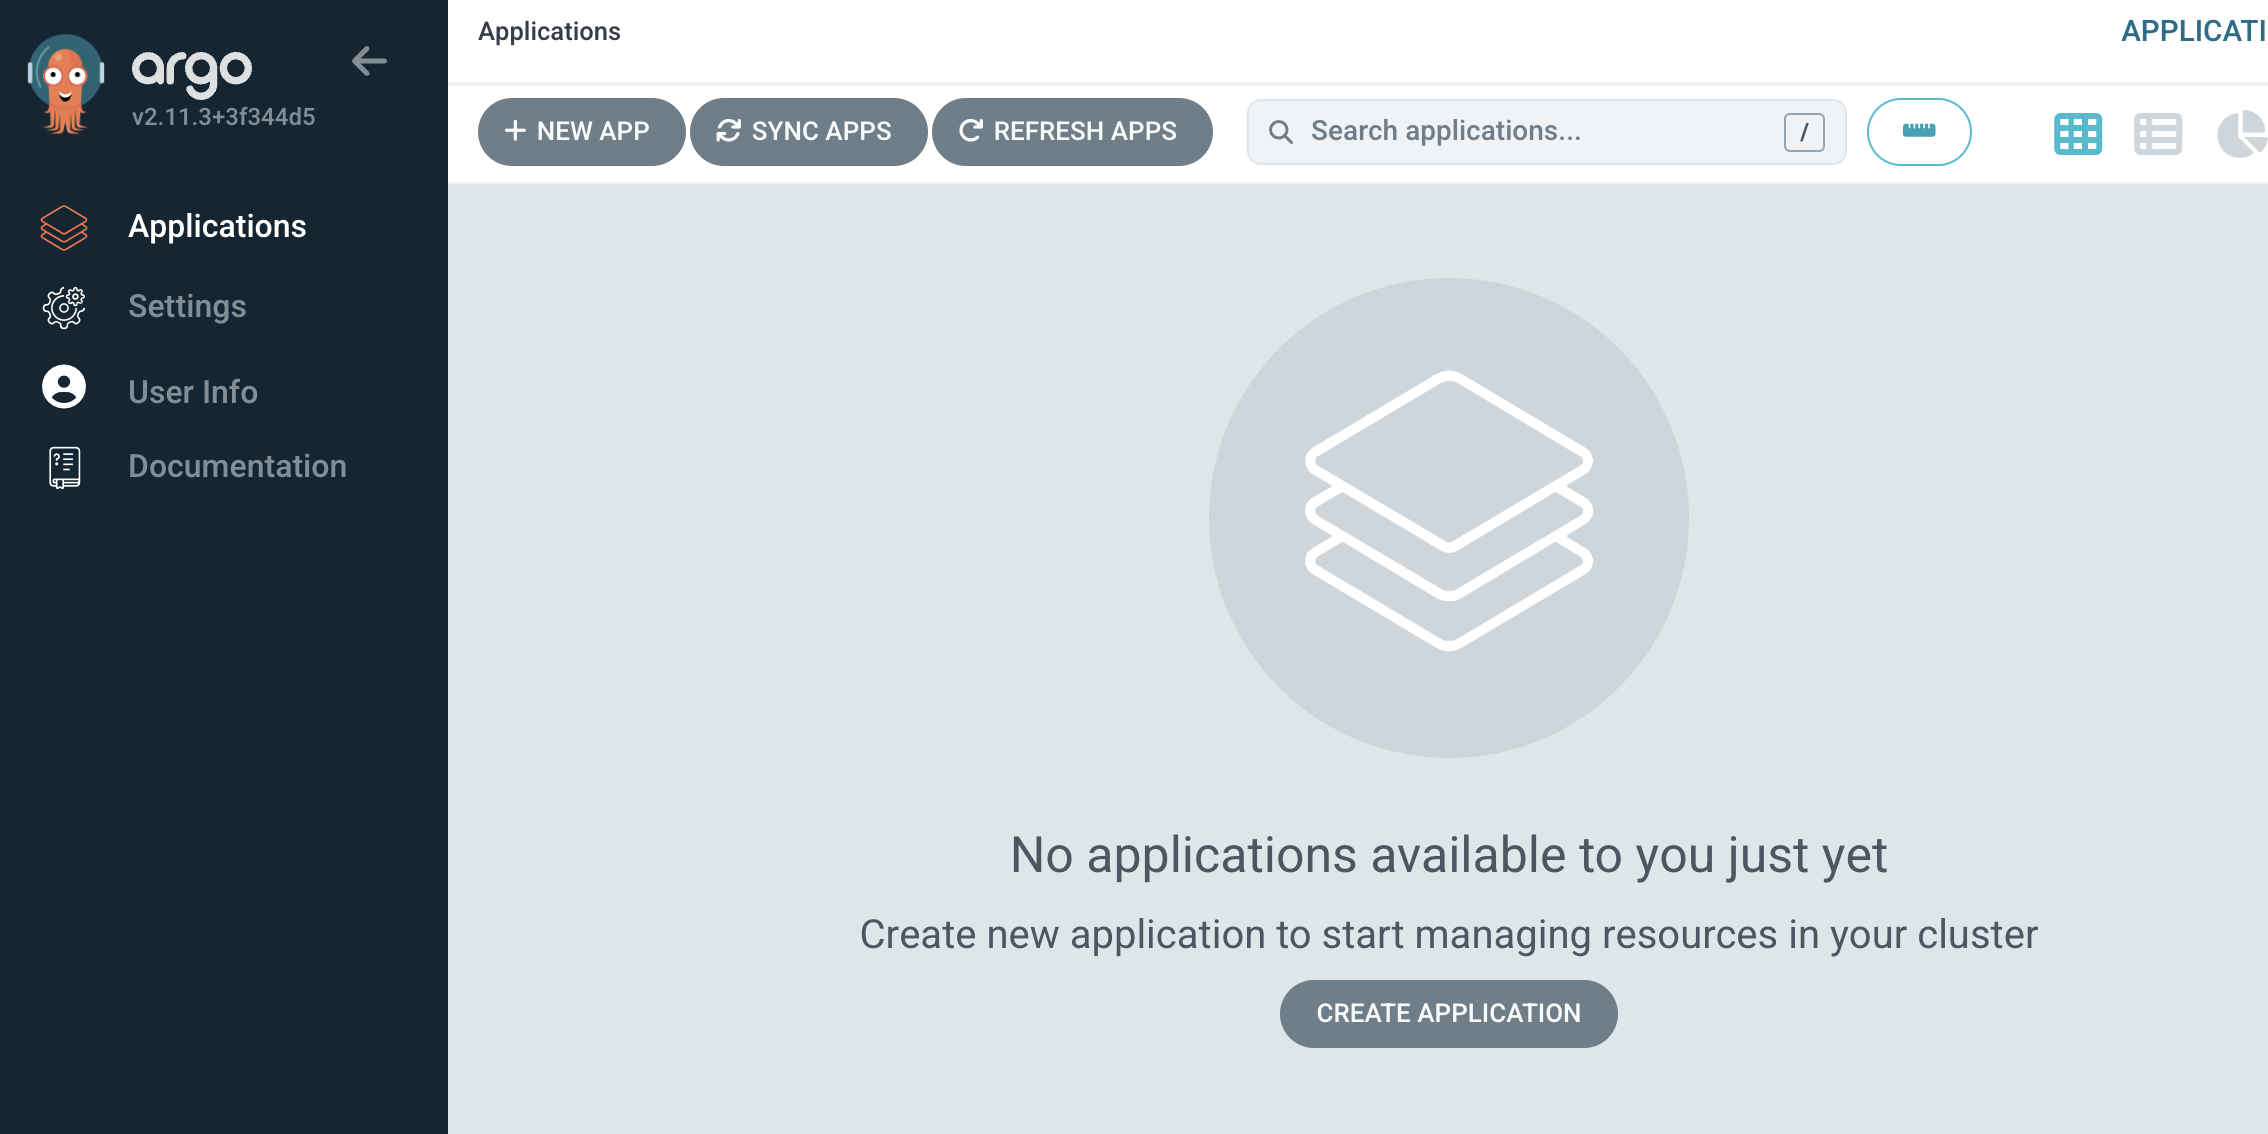 argo
v2.11.3+3f344d5
Applications
Settings
User Info
Documentation
Applications
APPLICATI
NEW APP
SYNC APPS
REFRESH APPS
Search applications...
/
No applications available to you just yet
Create new application to start managing resources in your cluster
CREATE APPLICATION